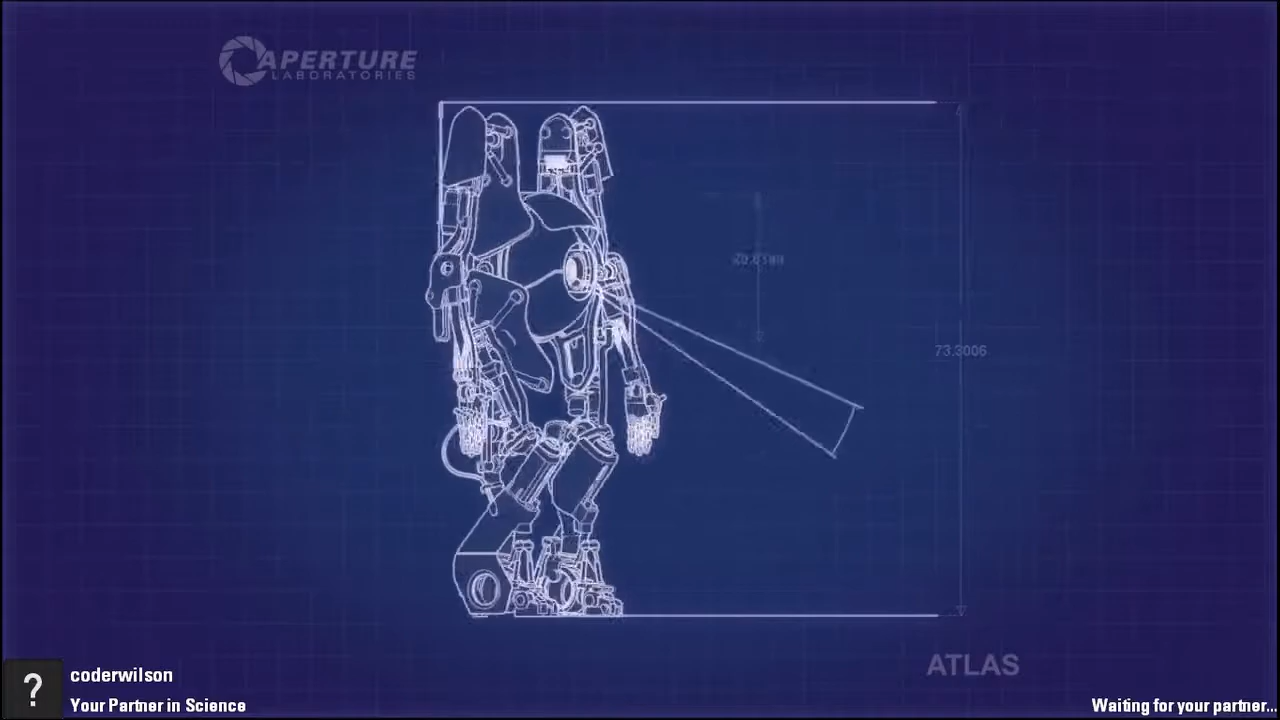 APERTURE
LABORATORIES
73.3006
ATLAS
coderwilson
Your Partner in Science
Waiting for your partner...
?